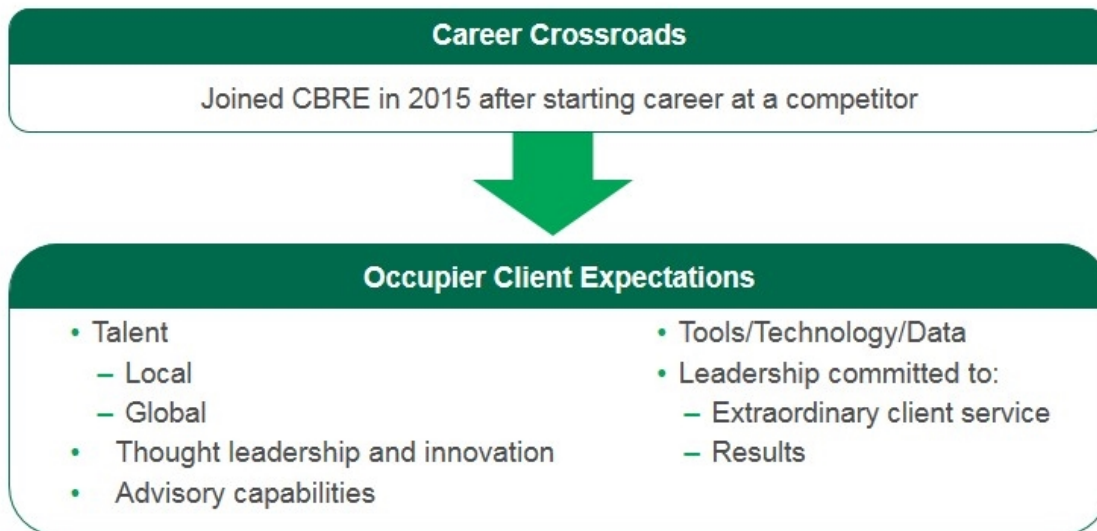 Career Crossroads
Joined CBRE in 2015 after starting career at a competitor
Occupier Client Expectations
• Talent
– Local
– Global
• Thought leadership and innovation
• Advisory capabilities
• Tools/Technology/Data
• Leadership committed to:
– Extraordinary client service
– Results